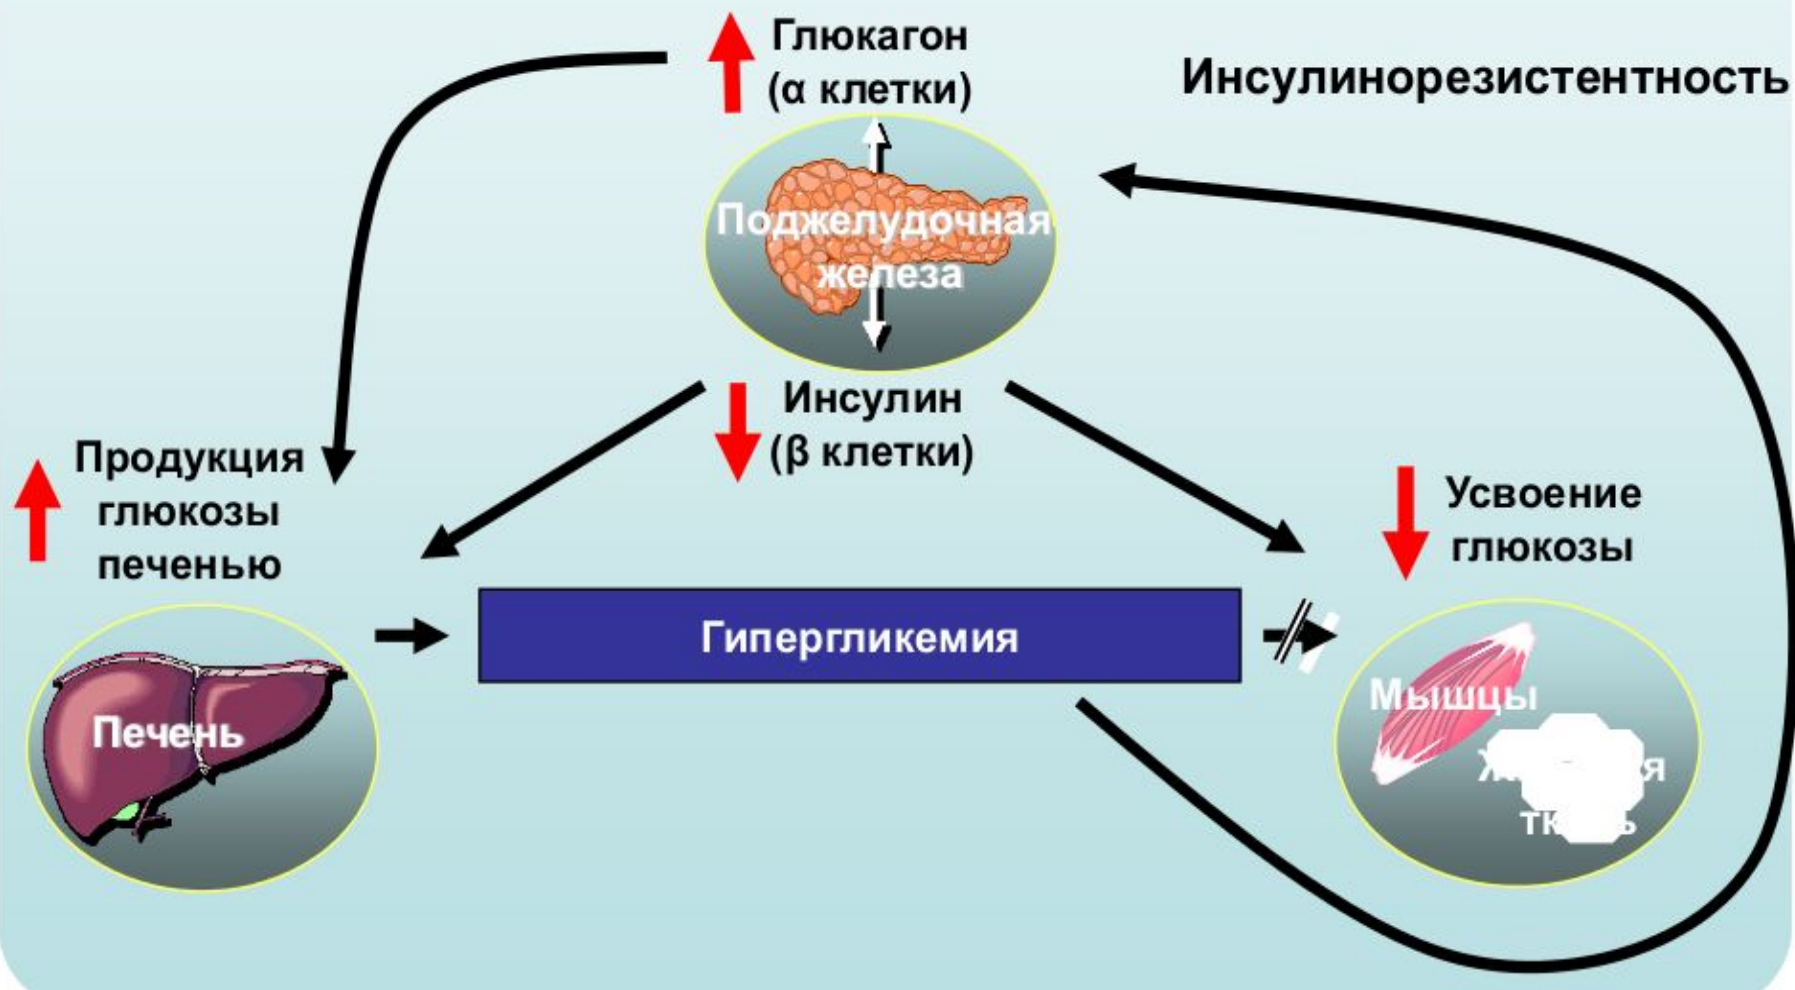 Глюкагон
(α клетки)
Инсулинорезистентность
Поджелудочная
железа
Инсулин
(β клетки)
Продукция
глюкозы
печенью
Усвоение
глюкозы
Гипергликемия
Печень
Мышцы